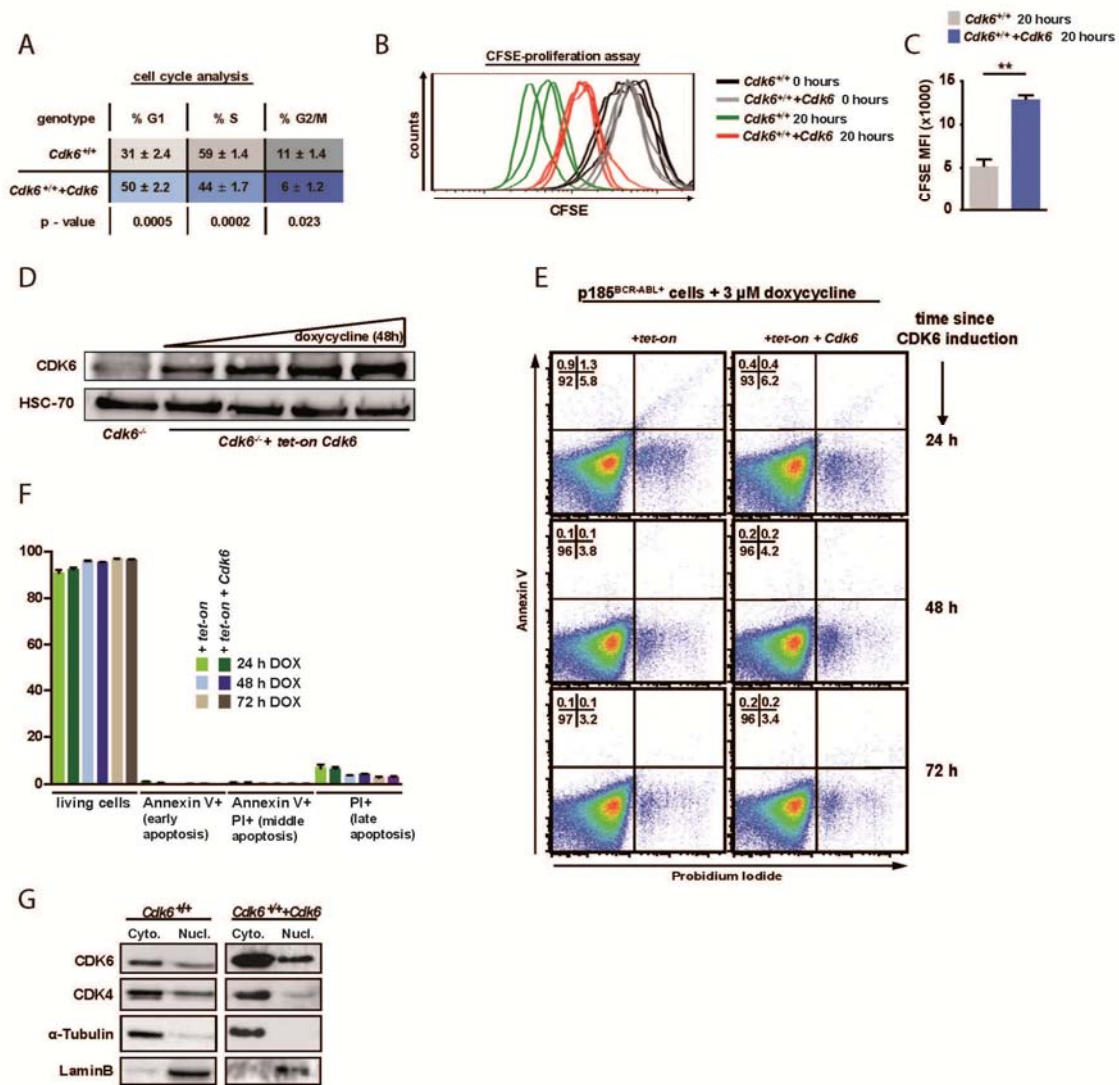 A
cell cycle analysis
genotype % G1 % S % G2/M
Cdk6+/+ 31 ± 2.4 59 ± 1.4 11 ± 1.4
Cdk6+/++Cdk6 50 ± 2.2 44 ± 1.7 6 ± 1.2
p - value 0.0005 0.0002 0.023
B
CFSE-proliferation assay
counts
CFSE
Cdk6+/+ 0 hours
Cdk6+/++Cdk6 0 hours
Cdk6+/+ 20 hours
Cdk6+/++Cdk6 20 hours
C
Cdk6+/+ 20 hours
Cdk6+/++Cdk6 20 hours
**
CFSE MFI (x1000)
15
10
5
0
D
doxycycline (48h)
CDK6
HSC-70
Cdk6-/-
Cdk6-/-+ tet-on Cdk6
E
p185BCR-ABL+ cells + 3 µM doxycycline
+tet-on
+tet-on + Cdk6
time since
CDK6 induction
0.9 1.3
92 5.8
0.4 0.4
93 6.2
24 h
0.1 0.1
96 3.8
0.2 0.2
96 4.2
48 h
0.1 0.1
97 3.2
0.2 0.2
96 3.4
72 h
Annexin V
Probidium Iodide
F
100
80
60
40
20
0
+ tet-on
+ tet-on + Cdk6
24 h DOX
48 h DOX
72 h DOX
living cells
Annexin V+
(early
apoptosis)
Annexin V+
PI+ (middle
apoptosis)
PI+
(late
apoptosis)
G
Cdk6+/+
Cdk6+/++Cdk6
Cyto. Nucl. Cyto. Nucl.
CDK6
CDK4
α-Tubulin
LaminB